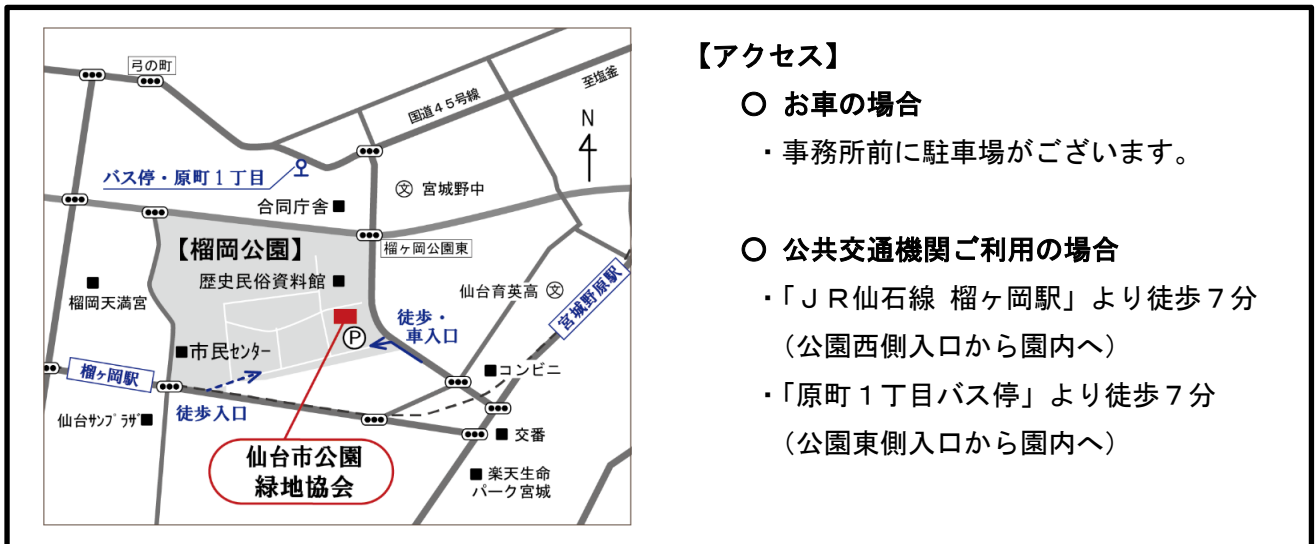 弓の町
国道45号線
至塩釜
N
バス停・原町1丁目
文 宮城野中
合同庁舎■
榴ヶ岡公園東
【榴岡公園】
歴史民俗資料館■
■
榴岡天満宮
仙台育英高 文
宮城野原駅
P
徒歩・
車入口
■市民センター
榴ヶ岡駅
■コンビニ
徒歩入口
仙台サンプラザ■
■ 交番
仙台市公園
緑地協会
■ 楽天生命
パーク宮城
【アクセス】
〇 お車の場合
・事務所前に駐車場がございます。
〇 公共交通機関ご利用の場合
・「JR仙石線 榴ヶ岡駅」より徒歩7分
(公園西側入口から園内へ)
・「原町1丁目バス停」より徒歩7分
(公園東側入口から園内へ)